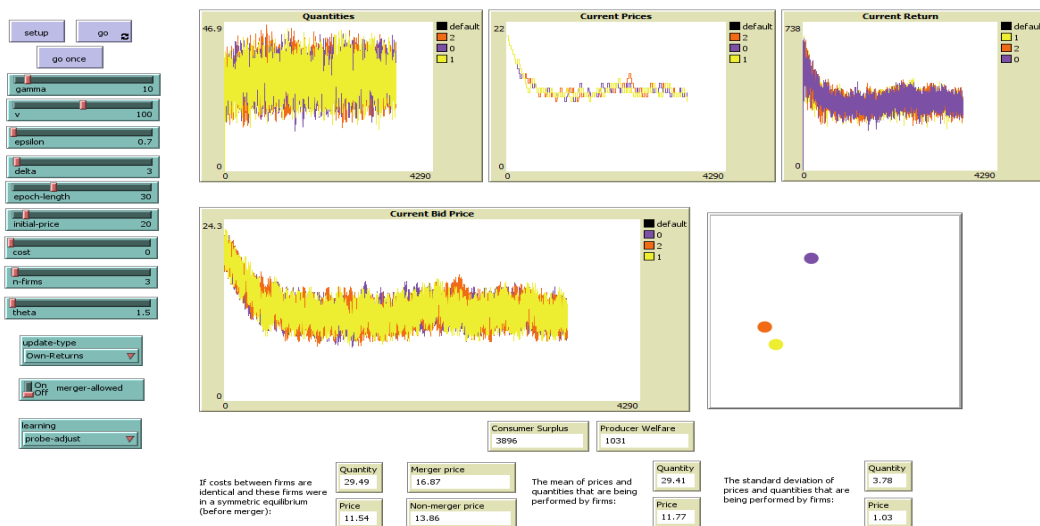 setup
go
go once
gamma 10
v 100
epsilon 0.7
delta 3
epoch-length 30
initial-price 20
cost 0
n-firms 3
theta 1.5
update-type
Own-Returns
On
Off
merger-allowed
learning
probe-adjust
Quantities
46.9
0
0
4290
default
2
0
1
Current Prices
22
0
0
4290
default
2
0
1
Current Return
738
0
0
4290
default
1
2
0
Current Bid Price
24.3
0
0
4290
default
0
2
1
Consumer Surplus
3896
Producer Welfare
1031
If costs between firms are
identical and these firms were
in a symmetric equilibrium
(before merger):
Quantity
29.49
Price
11.54
Merger price
16.87
Non-merger price
13.86
The mean of prices and
quantities that are being
performed by firms:
Quantity
29.41
Price
11.77
The standard deviation of
prices and quantities that are
being performed by firms:
Quantity
3.78
Price
1.03